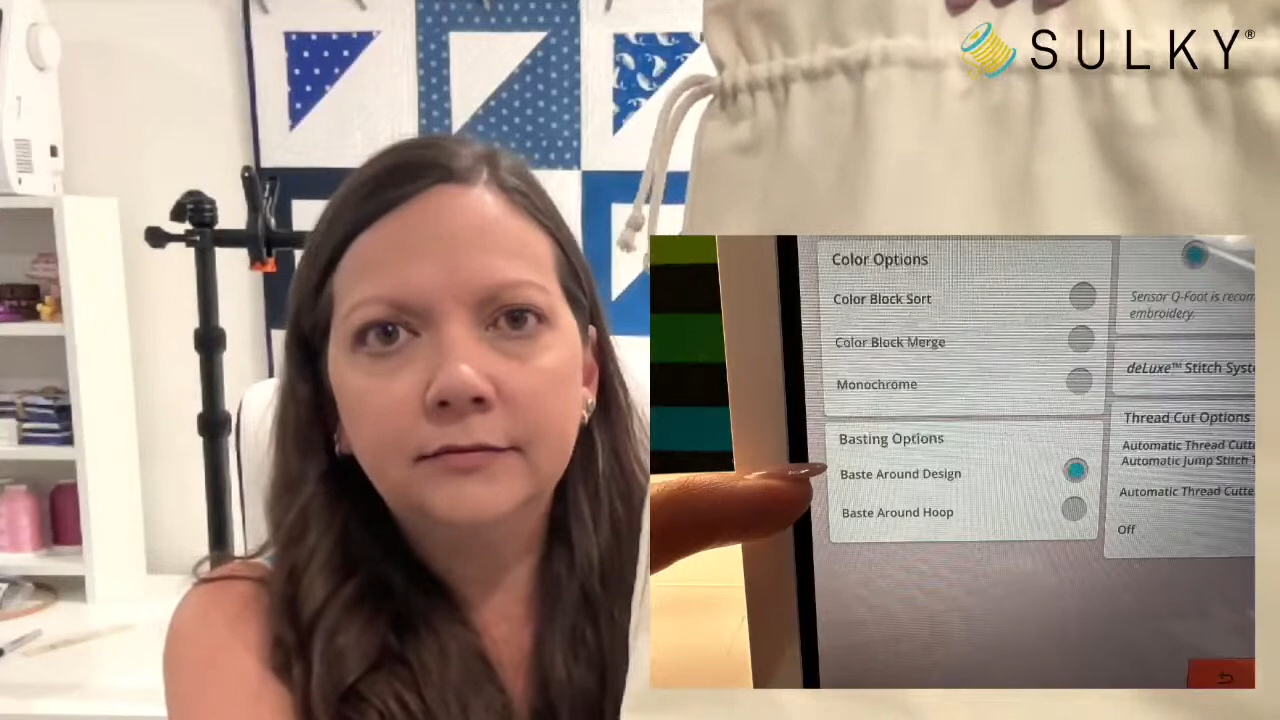 SULKY®
Color Options
Color Block Sort
Color Block Merge
Monochrome
Basting Options
Baste Around Design
Baste Around Hoop
Sensor Q-Foot is recom
embroidery.
deLuxe™ Stitch Syste
Thread Cut Options
Automatic Thread Cutte
Automatic Jump Stitch T
Automatic Thread Cutte
Off